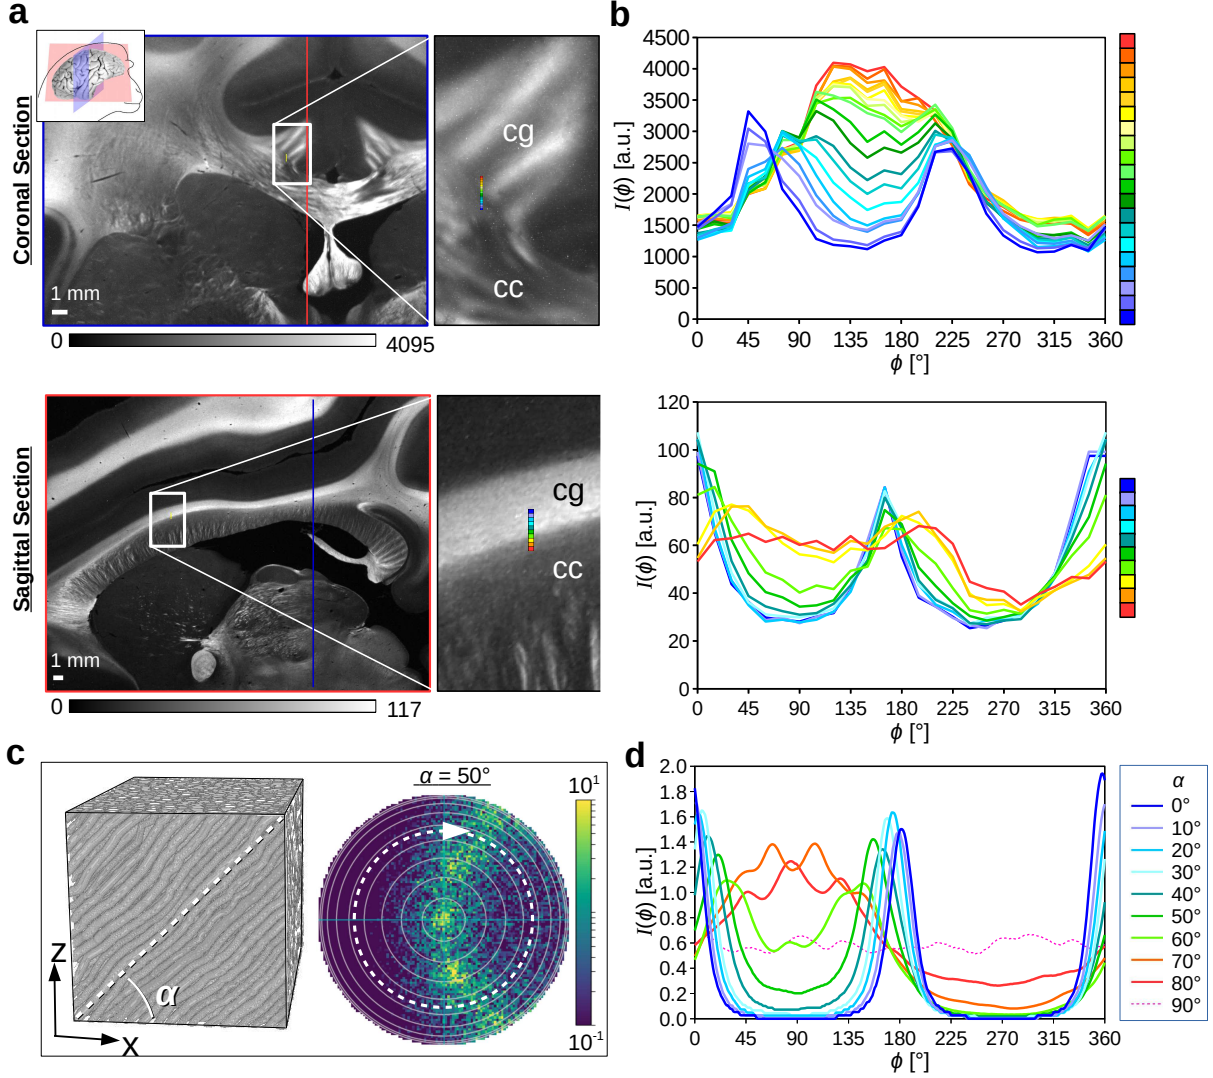 a
Coronal Section
cg
cc
1 mm
0
4095
b
4500
4000
3500
3000
2500
2000
1500
1000
500
0
I(ϕ) [a.u.]
0 45 90 135 180 225 270 315 360
ϕ [°]
Sagittal Section
cg
cc
1 mm
0
117
120
100
80
60
40
20
0
I(ϕ) [a.u.]
0 45 90 135 180 225 270 315 360
ϕ [°]
c
α = 50°
10¹
10⁻¹
Z
α
X
d
2.0
1.8
1.6
1.4
1.2
1.0
0.8
0.6
0.4
0.2
0.0
I(ϕ) [a.u.]
0 45 90 135 180 225 270 315 360
ϕ [°]
α
0°
10°
20°
30°
40°
50°
60°
70°
80°
90°